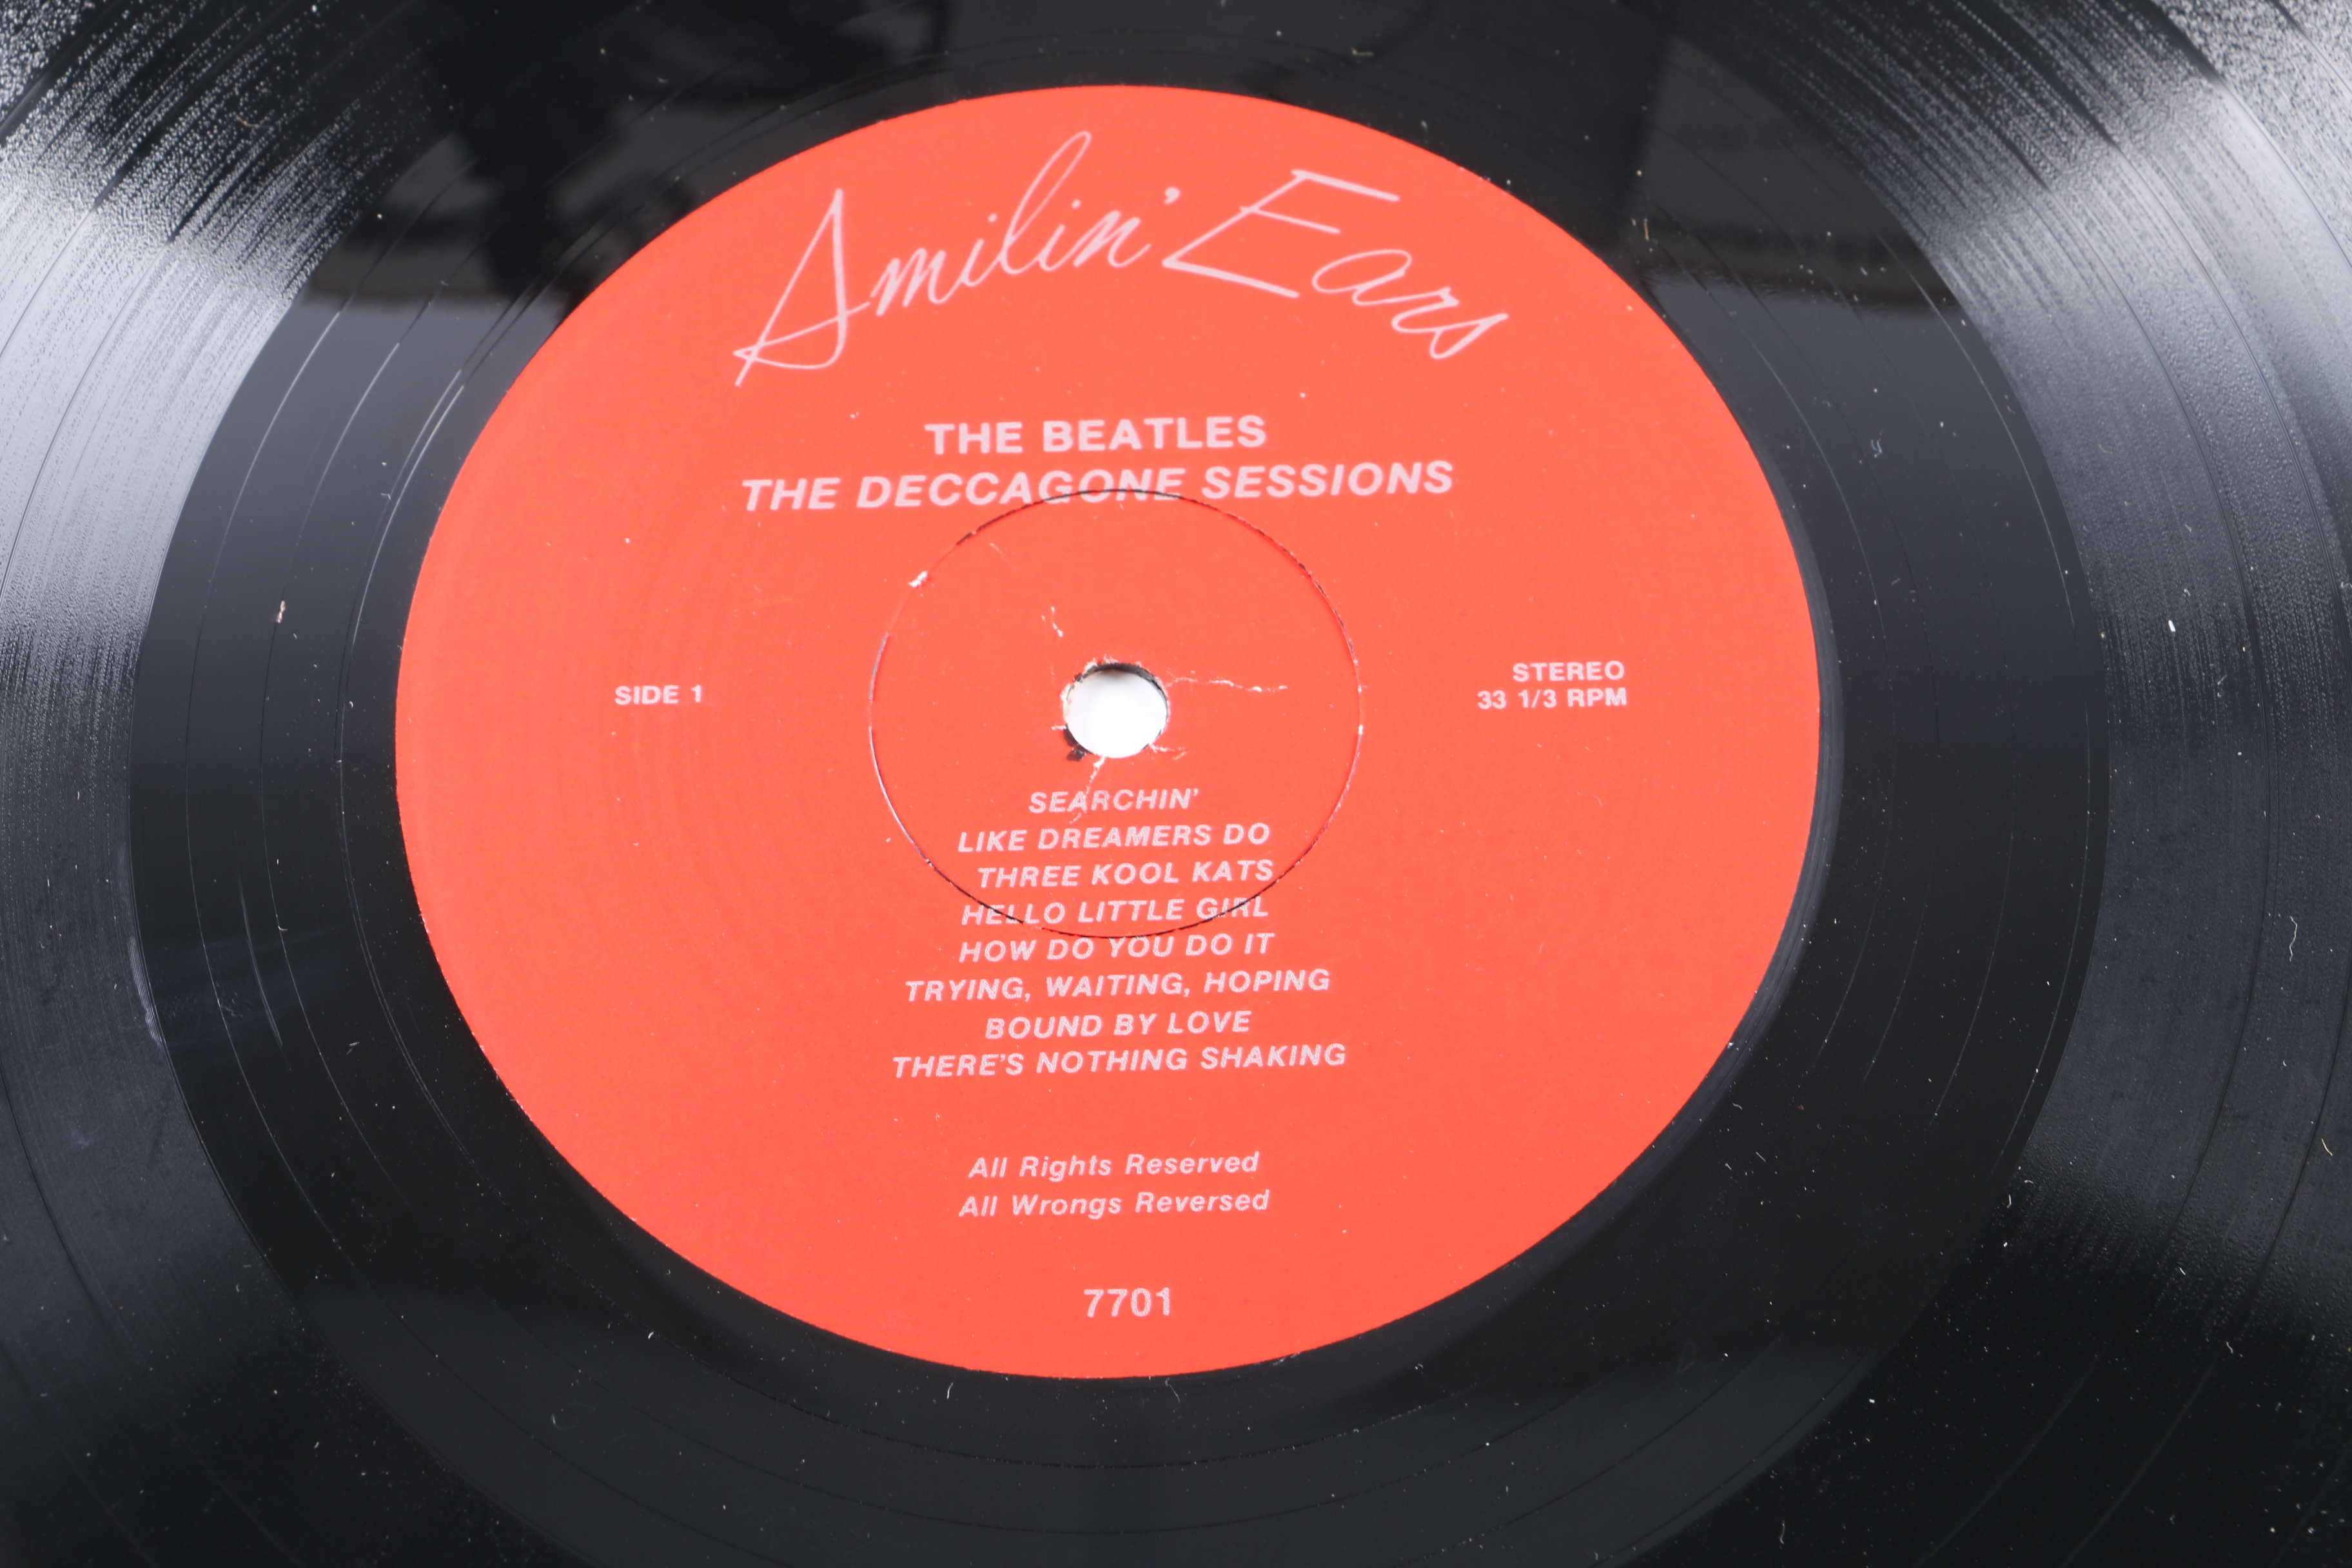 Smilin' Ears
THE BEATLES
THE DECCAGONE SESSIONS
SIDE 1
STEREO
33 1/3 RPM
SEARCHIN'
LIKE DREAMERS DO
THREE KOOL KATS
HELLO LITTLE GIRL
HOW DO YOU DO IT
TRYING, WAITING, HOPING
BOUND BY LOVE
THERE'S NOTHING SHAKING
All Rights Reserved
All Wrongs Reversed
7701